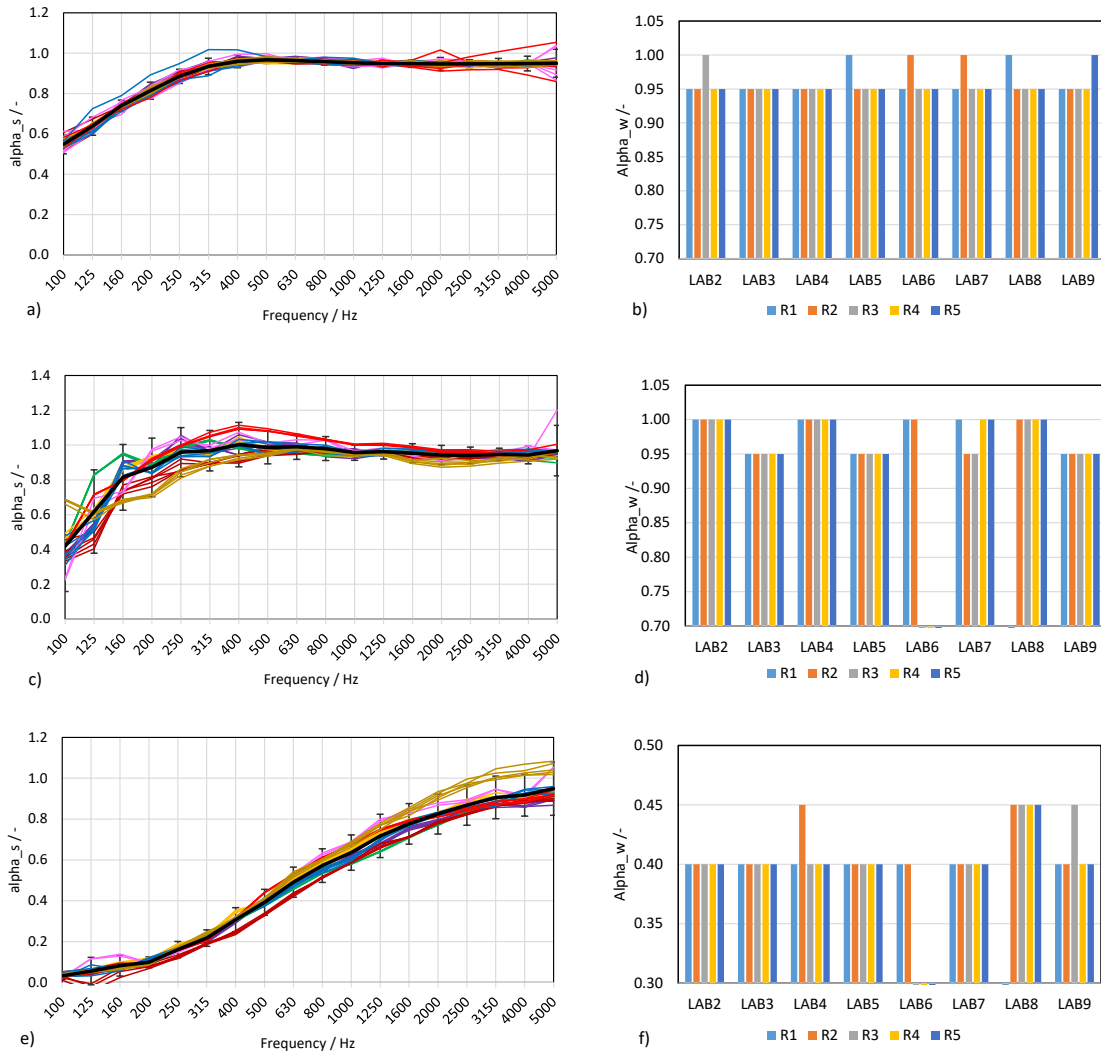 1.2
1.0
0.8
0.6
0.4
0.2
0.0
alpha_s / -
100 125 160 200 250 315 400 500 630 800 1000 1250 1600 2000 2500 3150 4000 5000
Frequency / Hz
a)
1.05
1.00
0.95
0.90
0.85
0.80
0.75
0.70
Alpha_w /-
LAB2 LAB3 LAB4 LAB5 LAB6 LAB7 LAB8 LAB9
R1 R2 R3 R4 R5
b)
1.4
1.2
1.0
0.8
0.6
0.4
0.2
0.0
alpha_s / -
100 125 160 200 250 315 400 500 630 800 1000 1250 1600 2000 2500 3150 4000 5000
Frequency / Hz
c)
1.05
1.00
0.95
0.90
0.85
0.80
0.75
0.70
Alpha_w /-
LAB2 LAB3 LAB4 LAB5 LAB6 LAB7 LAB8 LAB9
R1 R2 R3 R4 R5
d)
1.2
1.0
0.8
0.6
0.4
0.2
0.0
alpha_s / -
100 125 160 200 250 315 400 500 630 800 1000 1250 1600 2000 2500 3150 4000 5000
Frequency / Hz
e)
0.50
0.45
0.40
0.35
0.30
Alpha_w /-
LAB2 LAB3 LAB4 LAB5 LAB6 LAB7 LAB8 LAB9
R1 R2 R3 R4 R5
f)